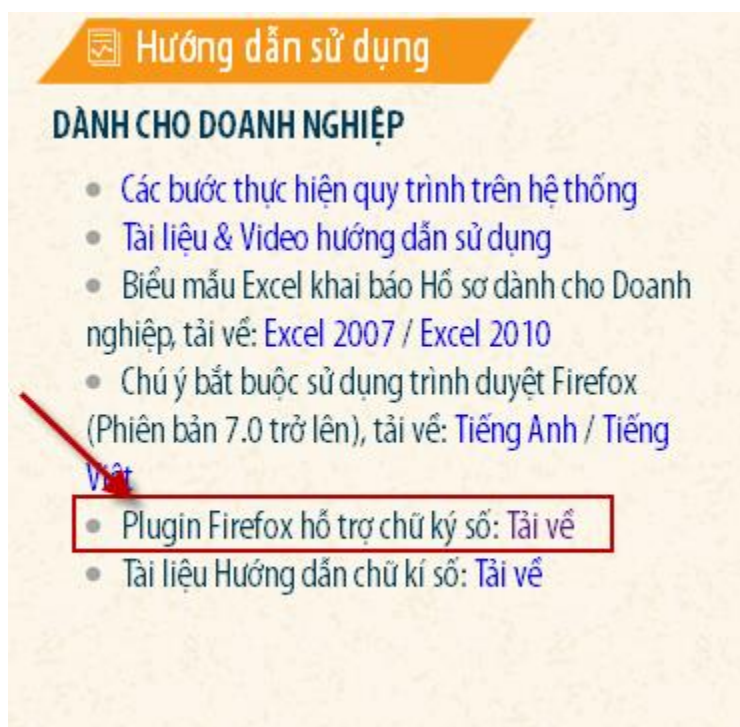 Hướng dẫn sử dụng
DÀNH CHO DOANH NGHIỆP
Các bước thực hiện quy trình trên hệ thống
Tài liệu & Video hướng dẫn sử dụng
Biểu mẫu Excel khai báo Hồ sơ dành cho Doanh
nghiệp, tải về: Excel 2007 / Excel 2010
Chú ý bắt buộc sử dụng trình duyệt Firefox
(Phiên bản 7.0 trở lên), tải về: Tiếng Anh / Tiếng
Việt
Plugin Firefox hỗ trợ chữ ký số: Tải về
Tài liệu Hướng dẫn chữ kí số: Tải về